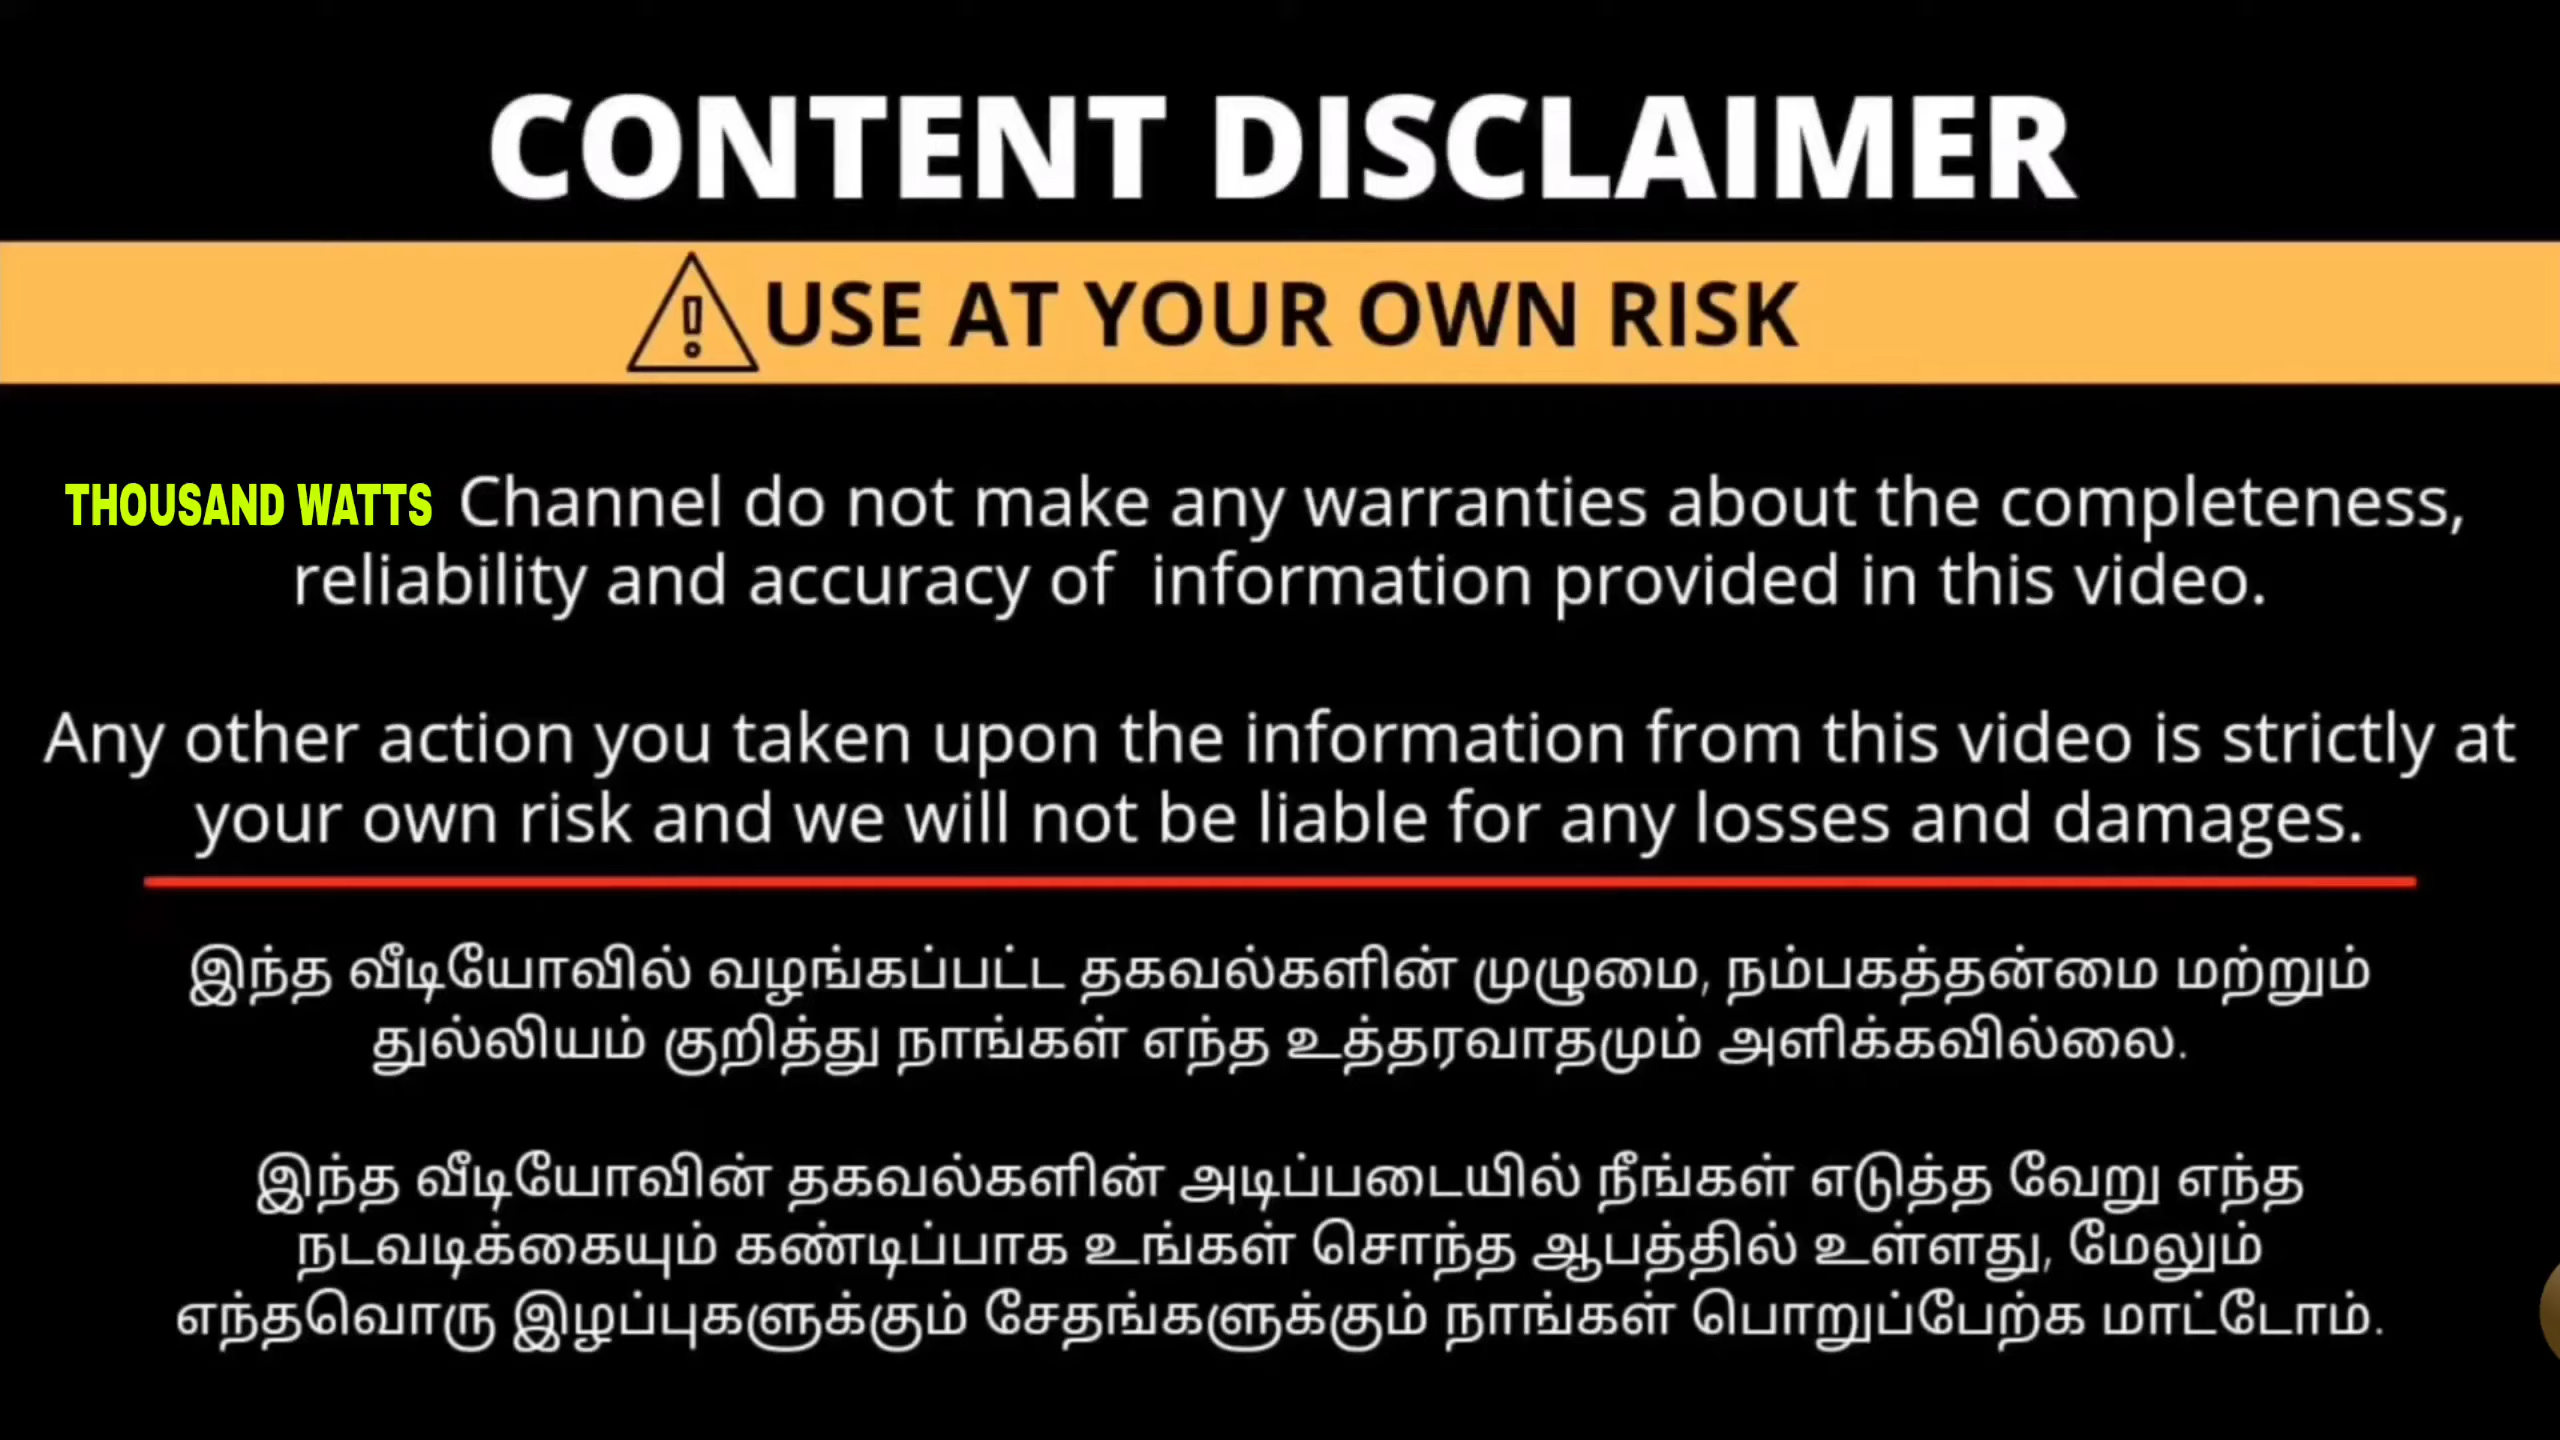 CONTENT DISCLAIMER
USE AT YOUR OWN RISK
THOUSAND WATTS Channel do not make any warranties about the completeness,
reliability and accuracy of information provided in this video.
Any other action you taken upon the information from this video is strictly at
your own risk and we will not be liable for any losses and damages.
இந்த வீடியோவில் வழங்கப்பட்ட தகவல்களின் முழுமை, நம்பகத்தன்மை மற்றும்
துல்லியம் குறித்து நாங்கள் எந்த உத்தரவாதமும் அளிக்கவில்லை.
இந்த வீடியோவின் தகவல்களின் அடிப்படையில் நீங்கள் எடுத்த வேறு எந்த
நடவடிக்கையும் கண்டிப்பாக உங்கள் சொந்த ஆபத்தில் உள்ளது, மேலும்
எந்தவொரு இழப்புகளுக்கும் சேதங்களுக்கும் நாங்கள் பொறுப்பேற்க மாட்டோம்.